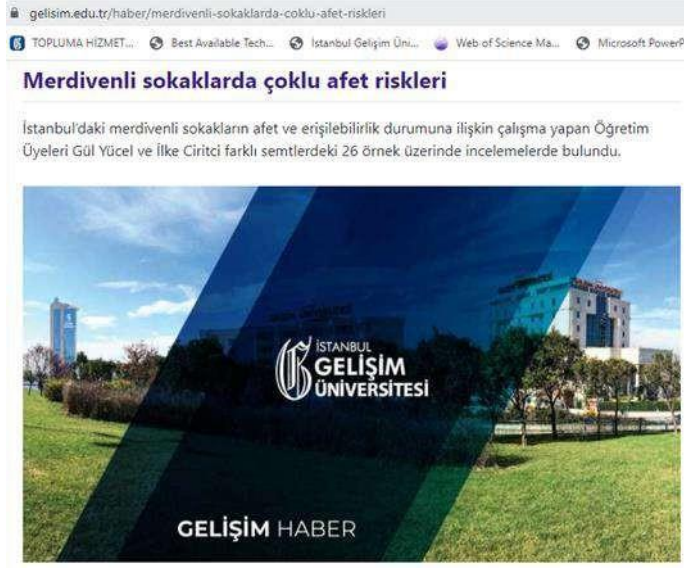 gelisim.edu.tr/haber/merdivenli-sokaklarda-coklu-afet-riskleri
TOPLUMA HİZMET... Best Available Tech... İstanbul Gelişim Üni... Web of Science Ma... Microsoft PowerP
Merdivenli sokaklarda çoklu afet riskleri
İstanbul'daki merdivenli sokakların afet ve erişilebilirlik durumuna ilişkin çalışma yapan Öğretim
Üyeleri Gül Yücel ve İlke Ciritci farklı semtlerdeki 26 örnek üzerinde incelemelerde bulundu.
İSTANBUL
GELİŞİM
ÜNİVERSİTESİ
GELİŞİM HABER